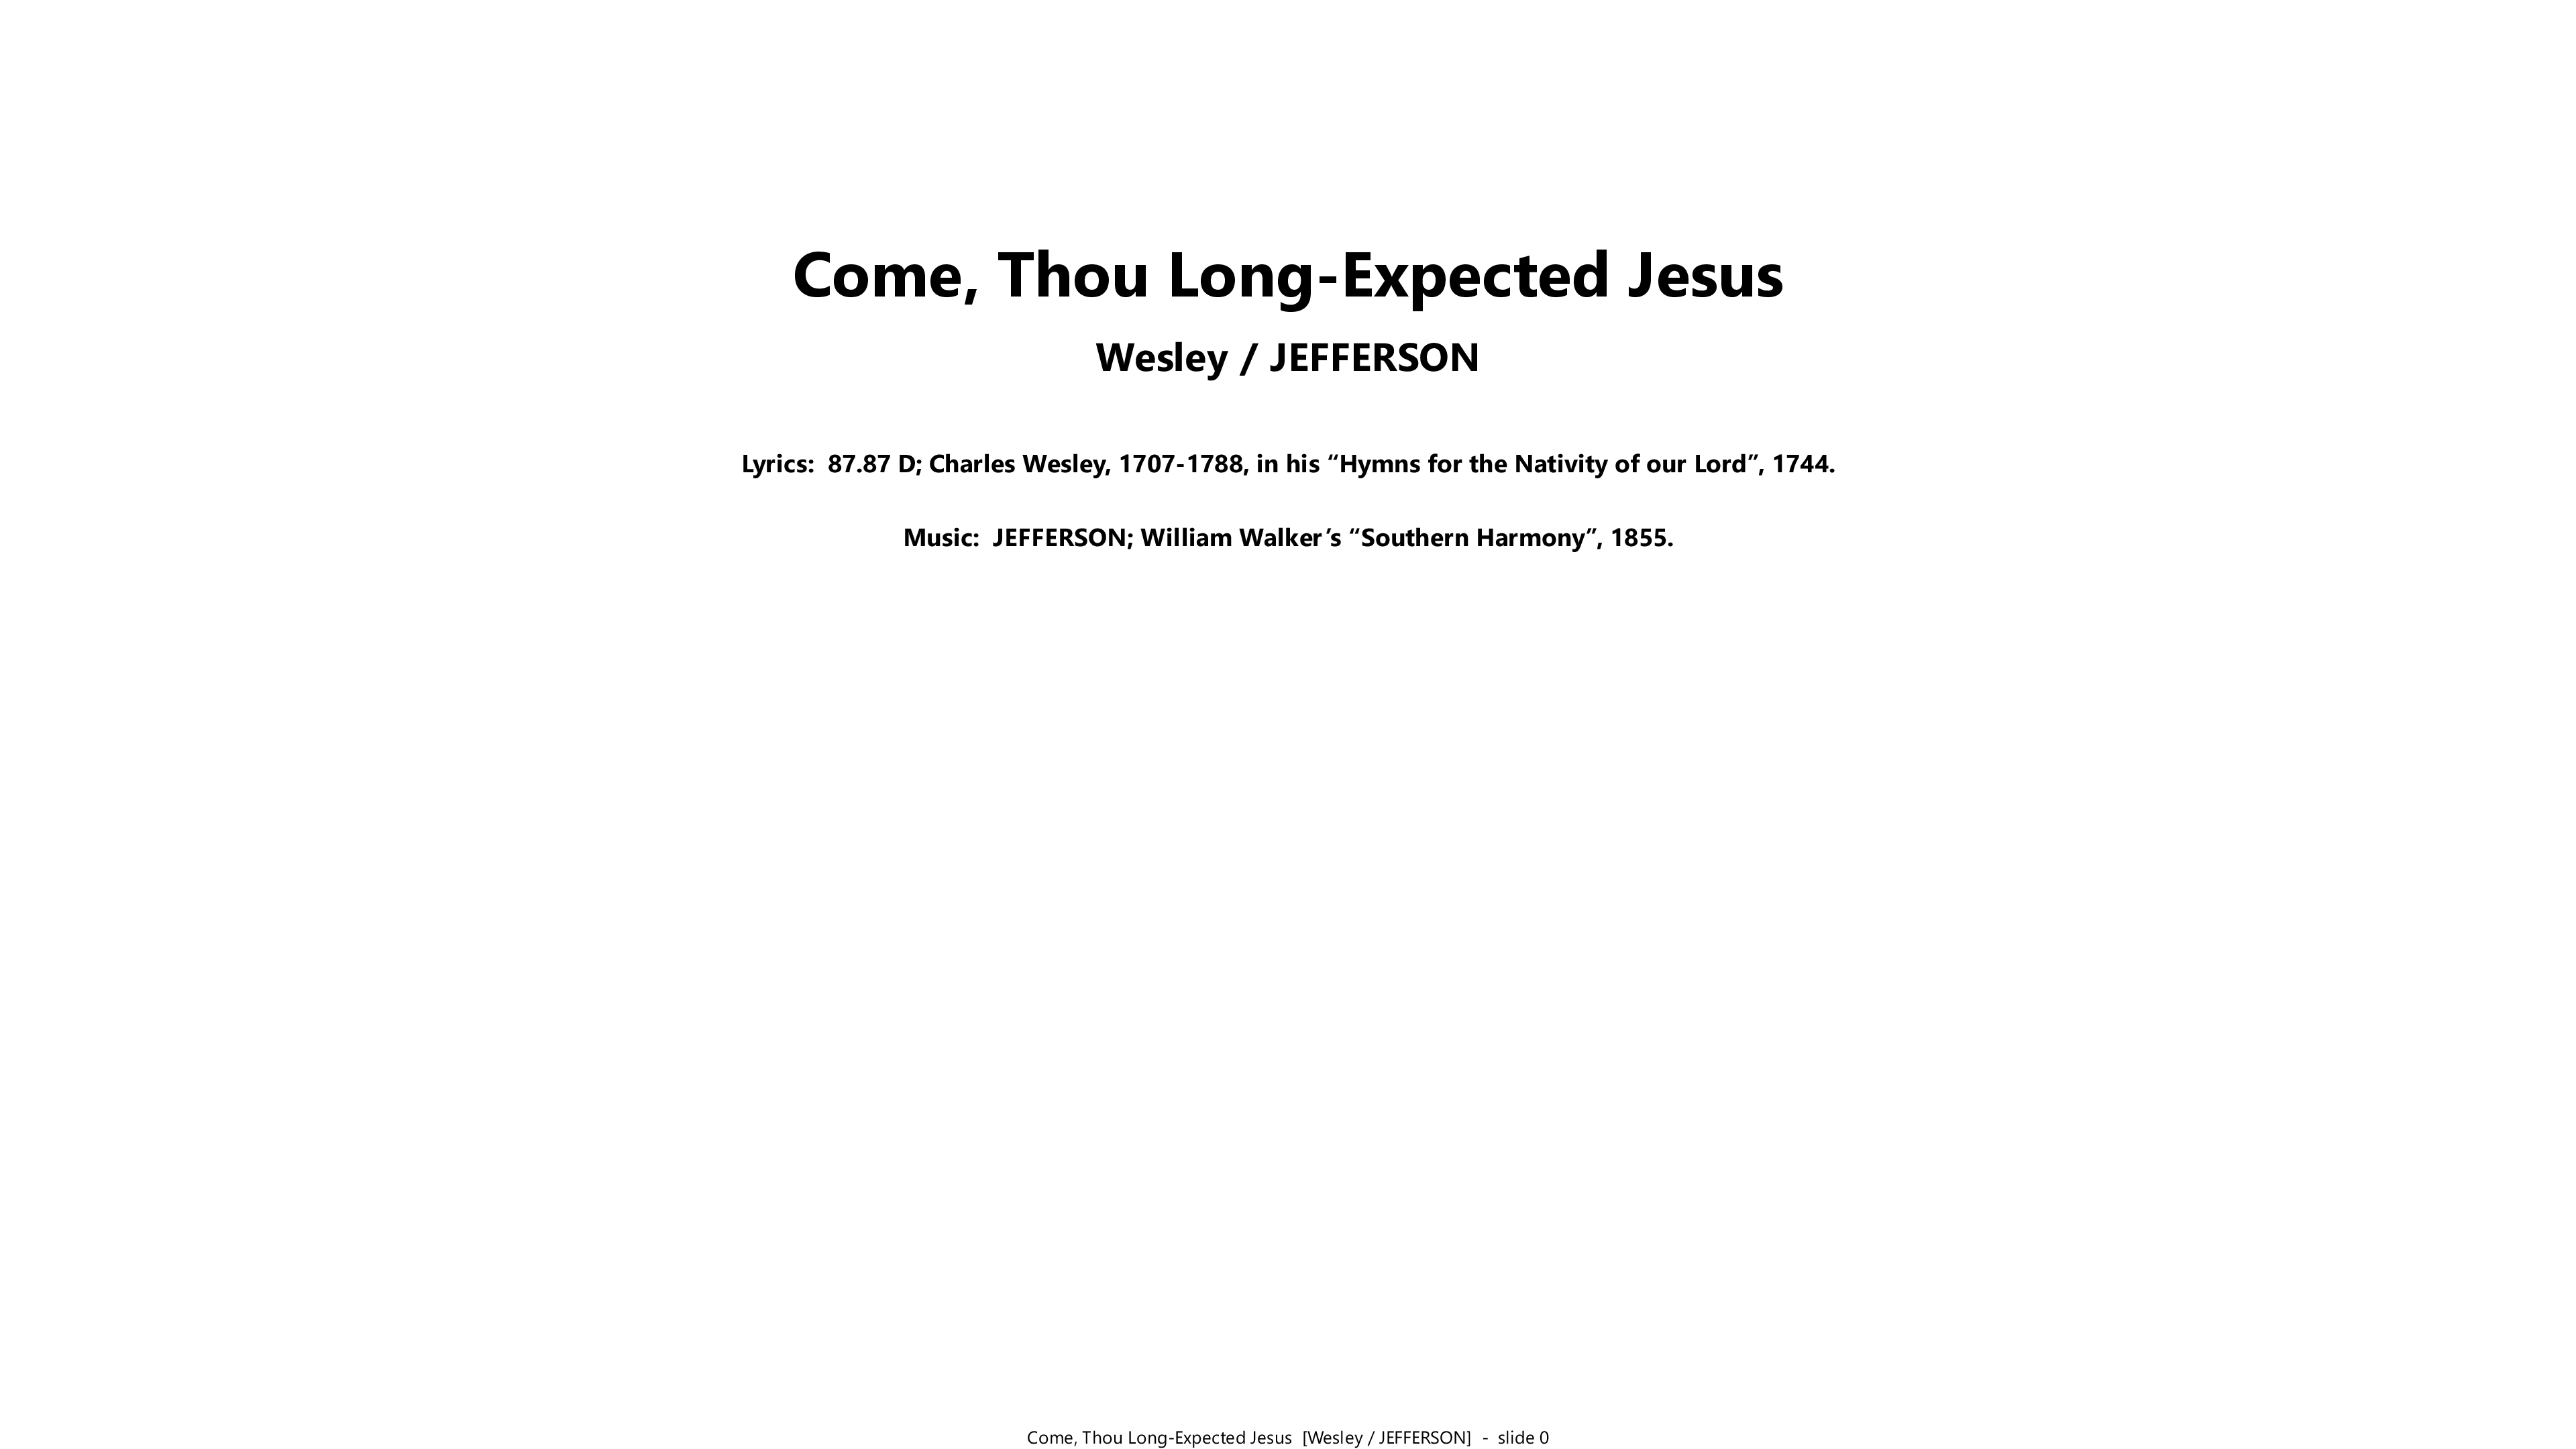 Come, Thou Long-Expected Jesus
Wesley / JEFFERSON
Lyrics:  87.87 D; Charles Wesley, 1707-1788, in his “Hymns for the Nativity of our Lord”, 1744.
Music:  JEFFERSON; William Walker’s “Southern Harmony”, 1855.
Come, Thou Long-Expected Jesus  [Wesley / JEFFERSON]  -  slide 0